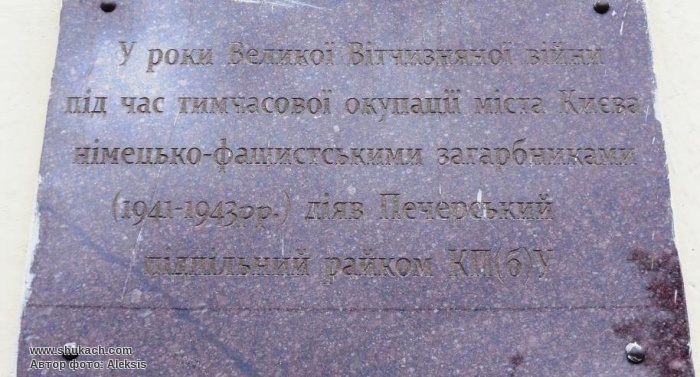 У роки Великої Вітчизняної війни
під час тимчасової окупації міста Києва
німецько-фашистськими загарбниками
(1941-1943рр.) діяв Печерський
підпільний райком КП(б)У
www.shukach.com
Автор фото: Aleksis